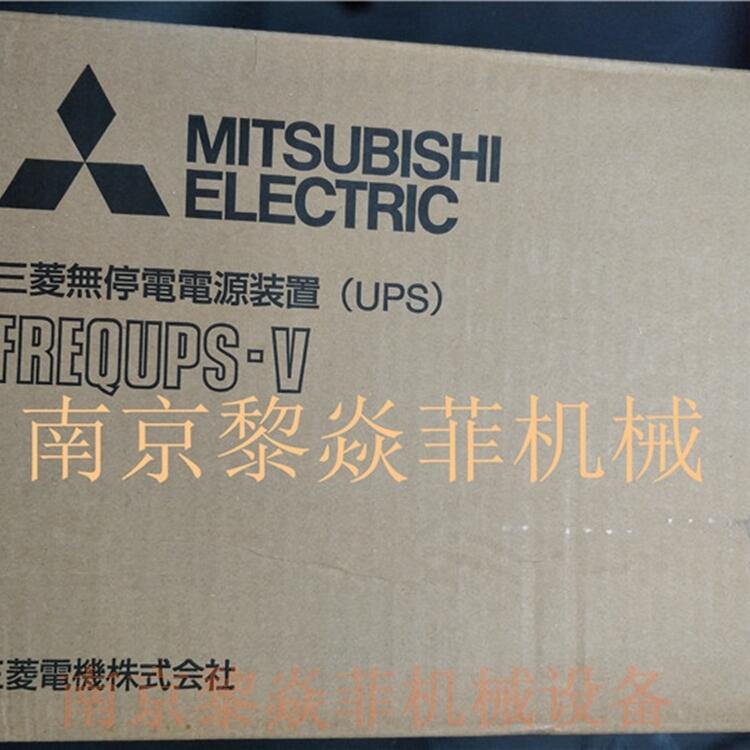 MITSUBISHI
ELECTRIC
三菱無停電電源装置（UPS）
FREQUPS-V
南京黎焱菲机械
三菱電機株式会社
南京黎焱菲机械设备